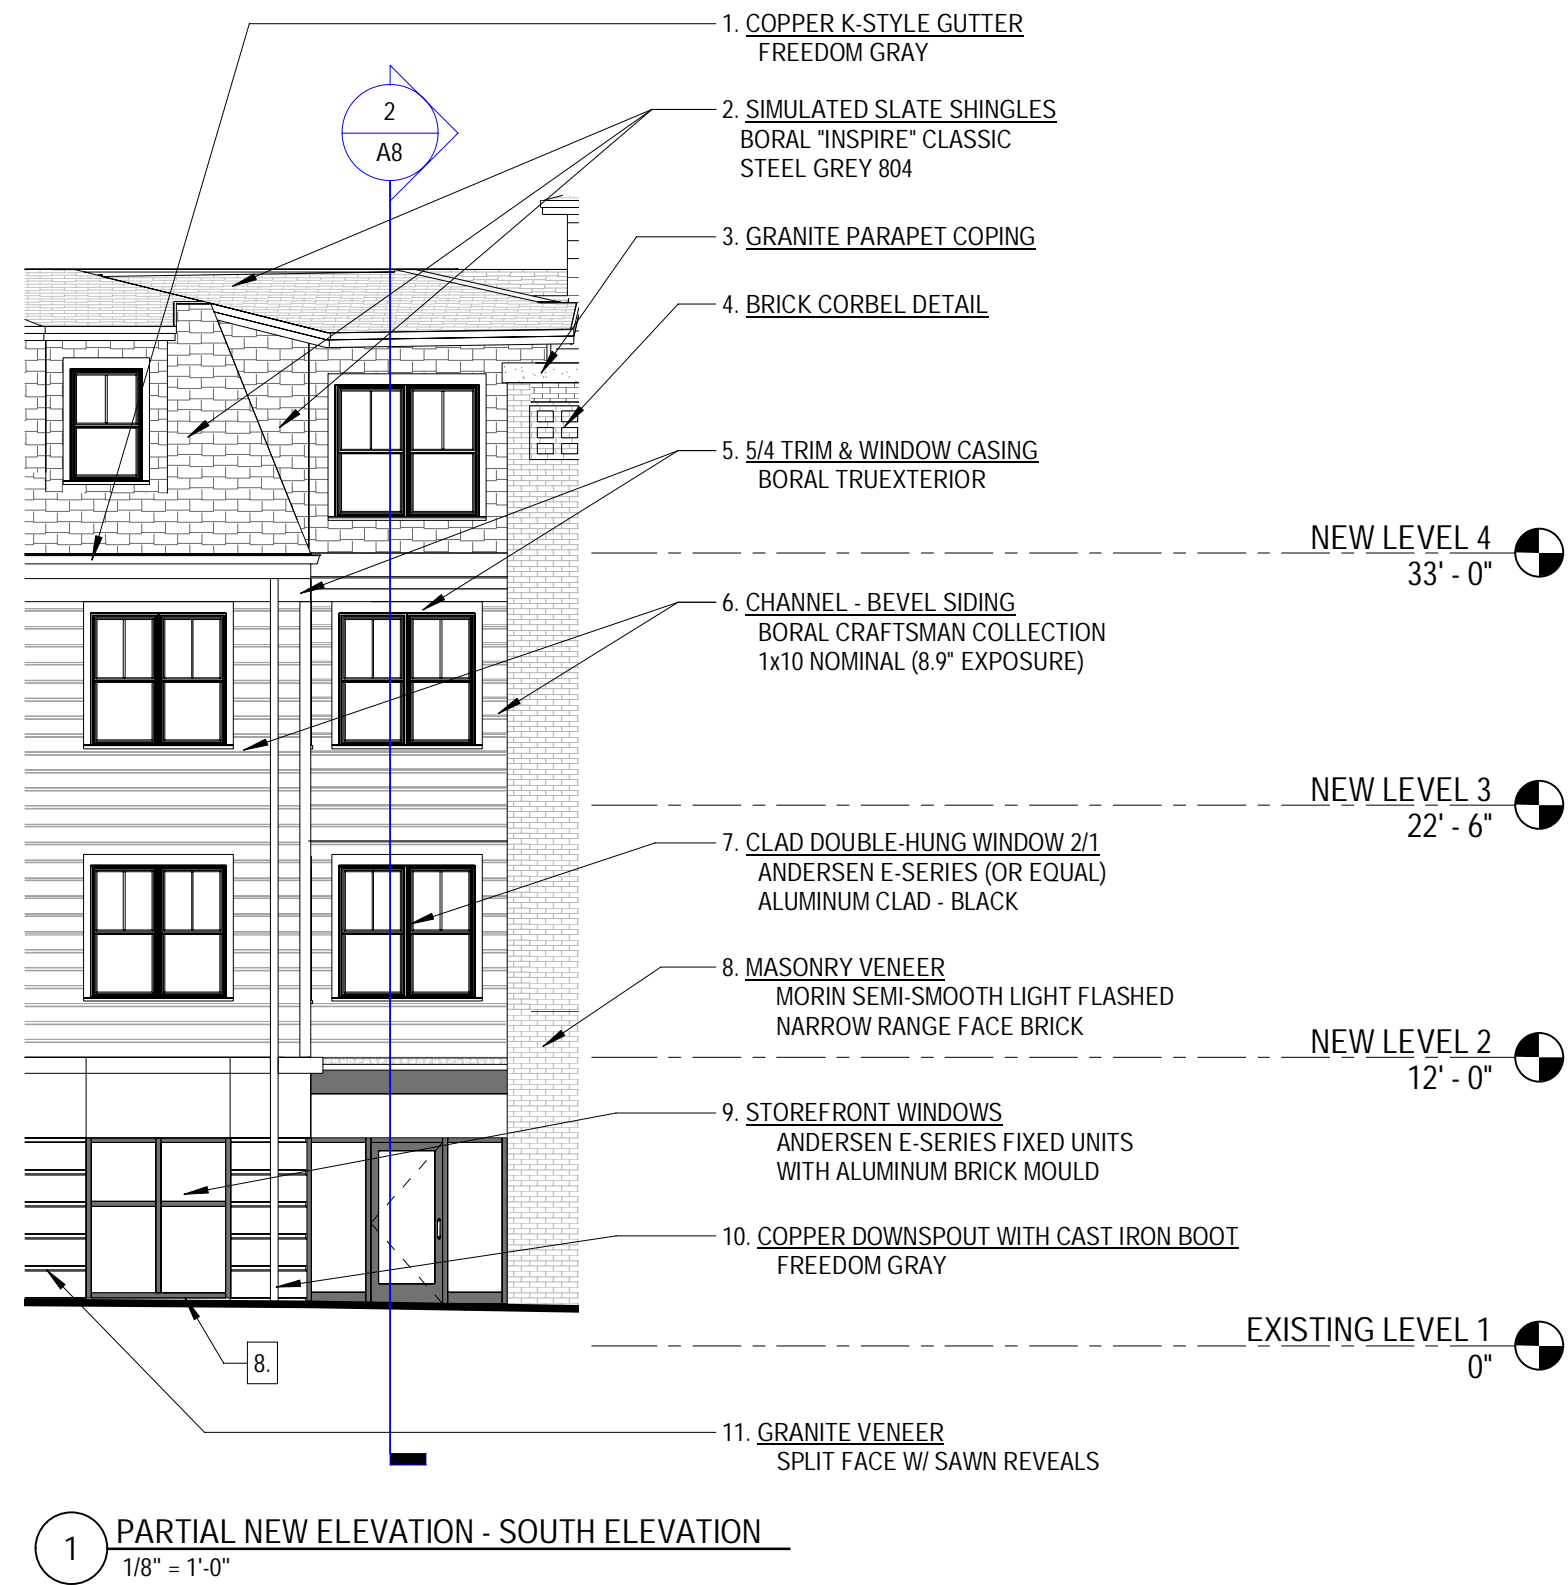 1. COPPER K-STYLE GUTTER
FREEDOM GRAY
2
A8
2. SIMULATED SLATE SHINGLES
BORAL "INSPIRE" CLASSIC
STEEL GREY 804
3. GRANITE PARAPET COPING
4. BRICK CORBEL DETAIL
5. 5/4 TRIM & WINDOW CASING
BORAL TRUEXTERIOR
NEW LEVEL 4
33' - 0"
6. CHANNEL - BEVEL SIDING
BORAL CRAFTSMAN COLLECTION
1x10 NOMINAL (8.9" EXPOSURE)
NEW LEVEL 3
22' - 6"
7. CLAD DOUBLE-HUNG WINDOW 2/1
ANDERSEN E-SERIES (OR EQUAL)
ALUMINUM CLAD - BLACK
8. MASONRY VENEER
MORIN SEMI-SMOOTH LIGHT FLASHED
NARROW RANGE FACE BRICK
NEW LEVEL 2
12' - 0"
9. STOREFRONT WINDOWS
ANDERSEN E-SERIES FIXED UNITS
WITH ALUMINUM BRICK MOULD
10. COPPER DOWNSPOUT WITH CAST IRON BOOT
FREEDOM GRAY
EXISTING LEVEL 1
0"
8.
11. GRANITE VENEER
SPLIT FACE W/ SAWN REVEALS
1
PARTIAL NEW ELEVATION - SOUTH ELEVATION
1/8" = 1'-0"